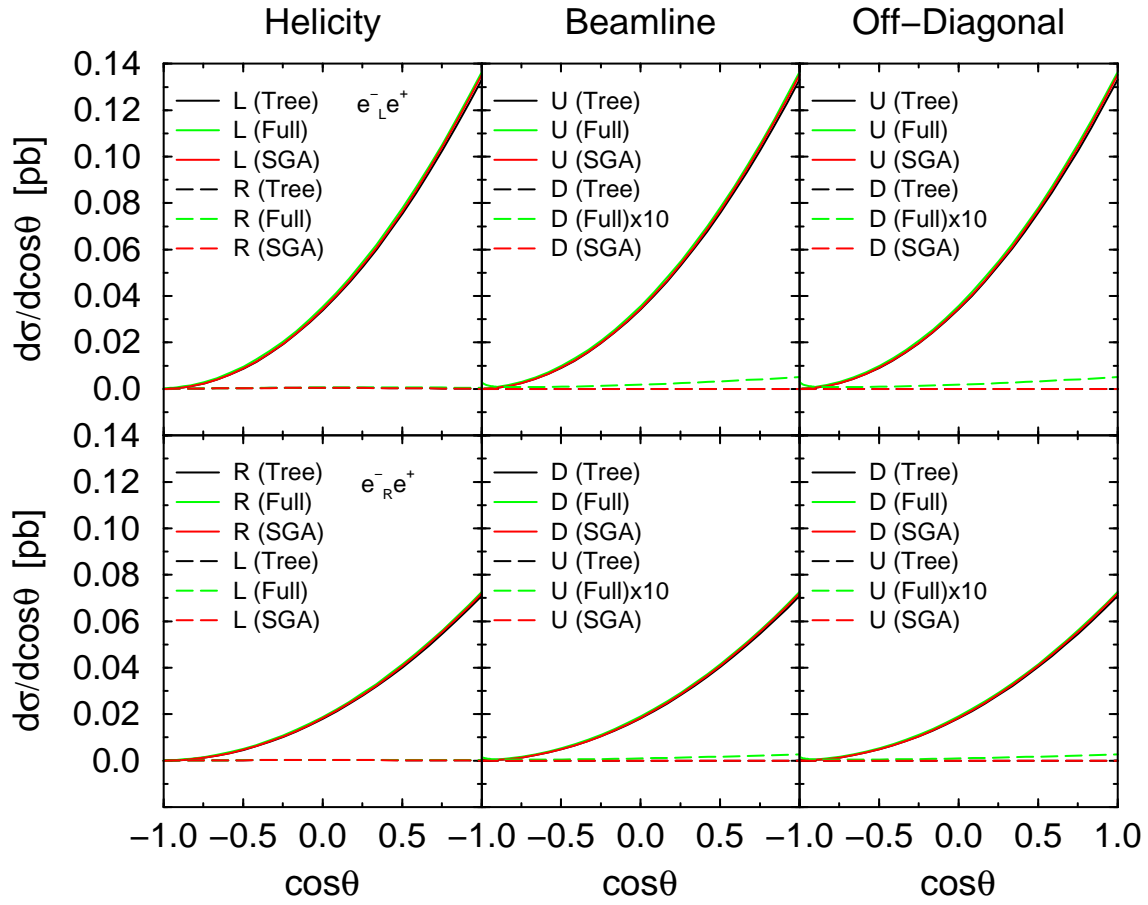 Helicity Beamline Off−Diagonal
0.14
0.12
0.10
0.08
0.06
0.04
0.02
0.0
dσ/dcosθ [pb]
L (Tree) e⁻_L e⁺
L (Full)
L (SGA)
R (Tree)
R (Full)
R (SGA)
U (Tree)
U (Full)
U (SGA)
D (Tree)
D (Full)x10
D (SGA)
U (Tree)
U (Full)
U (SGA)
D (Tree)
D (Full)x10
D (SGA)
0.14
0.12
0.10
0.08
0.06
0.04
0.02
0.0
dσ/dcosθ [pb]
R (Tree) e⁻_R e⁺
R (Full)
R (SGA)
L (Tree)
L (Full)
L (SGA)
D (Tree)
D (Full)
D (SGA)
U (Tree)
U (Full)x10
U (SGA)
D (Tree)
D (Full)
D (SGA)
U (Tree)
U (Full)x10
U (SGA)
−1.0 −0.5 0.0 0.5 −1.0 −0.5 0.0 0.5 −1.0 −0.5 0.0 0.5 1.0
cosθ cosθ cosθ